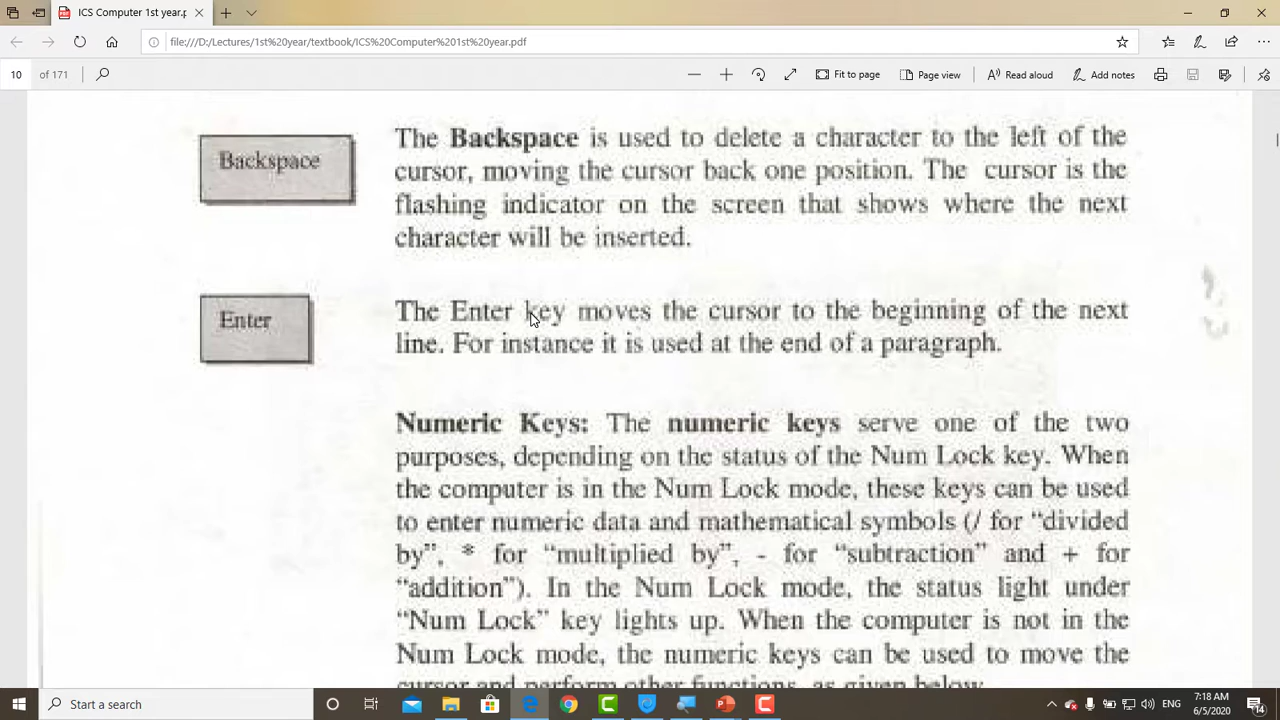 ICS Computer 1st year.p
file:///D:/Lectures/1st%20year/textbook/ICS%20Computer%201st%20year.pdf
10 of 171 Fit to page Page view Read aloud Add notes
Backspace
The Backspace is used to delete a character to the left of the
cursor, moving the cursor back one position. The cursor is the
flashing indicator on the screen that shows where the next
character will be inserted.
Enter
The Enter key moves the cursor to the beginning of the next
line. For instance it is used at the end of a paragraph.
Numeric Keys: The numeric keys serve one of the two
purposes, depending on the status of the Num Lock key. When
the computer is in the Num Lock mode, these keys can be used
to enter numeric data and mathematical symbols (/ for “divided
by”, * for “multiplied by”, - for “subtraction” and + for
“addition”). In the Num Lock mode, the status light under
“Num Lock” key lights up. When the computer is not in the
Num Lock mode, the numeric keys can be used to move the
cursor and perform other functions, as given below
Start a search
ENG
7:18 AM
6/5/2020
14